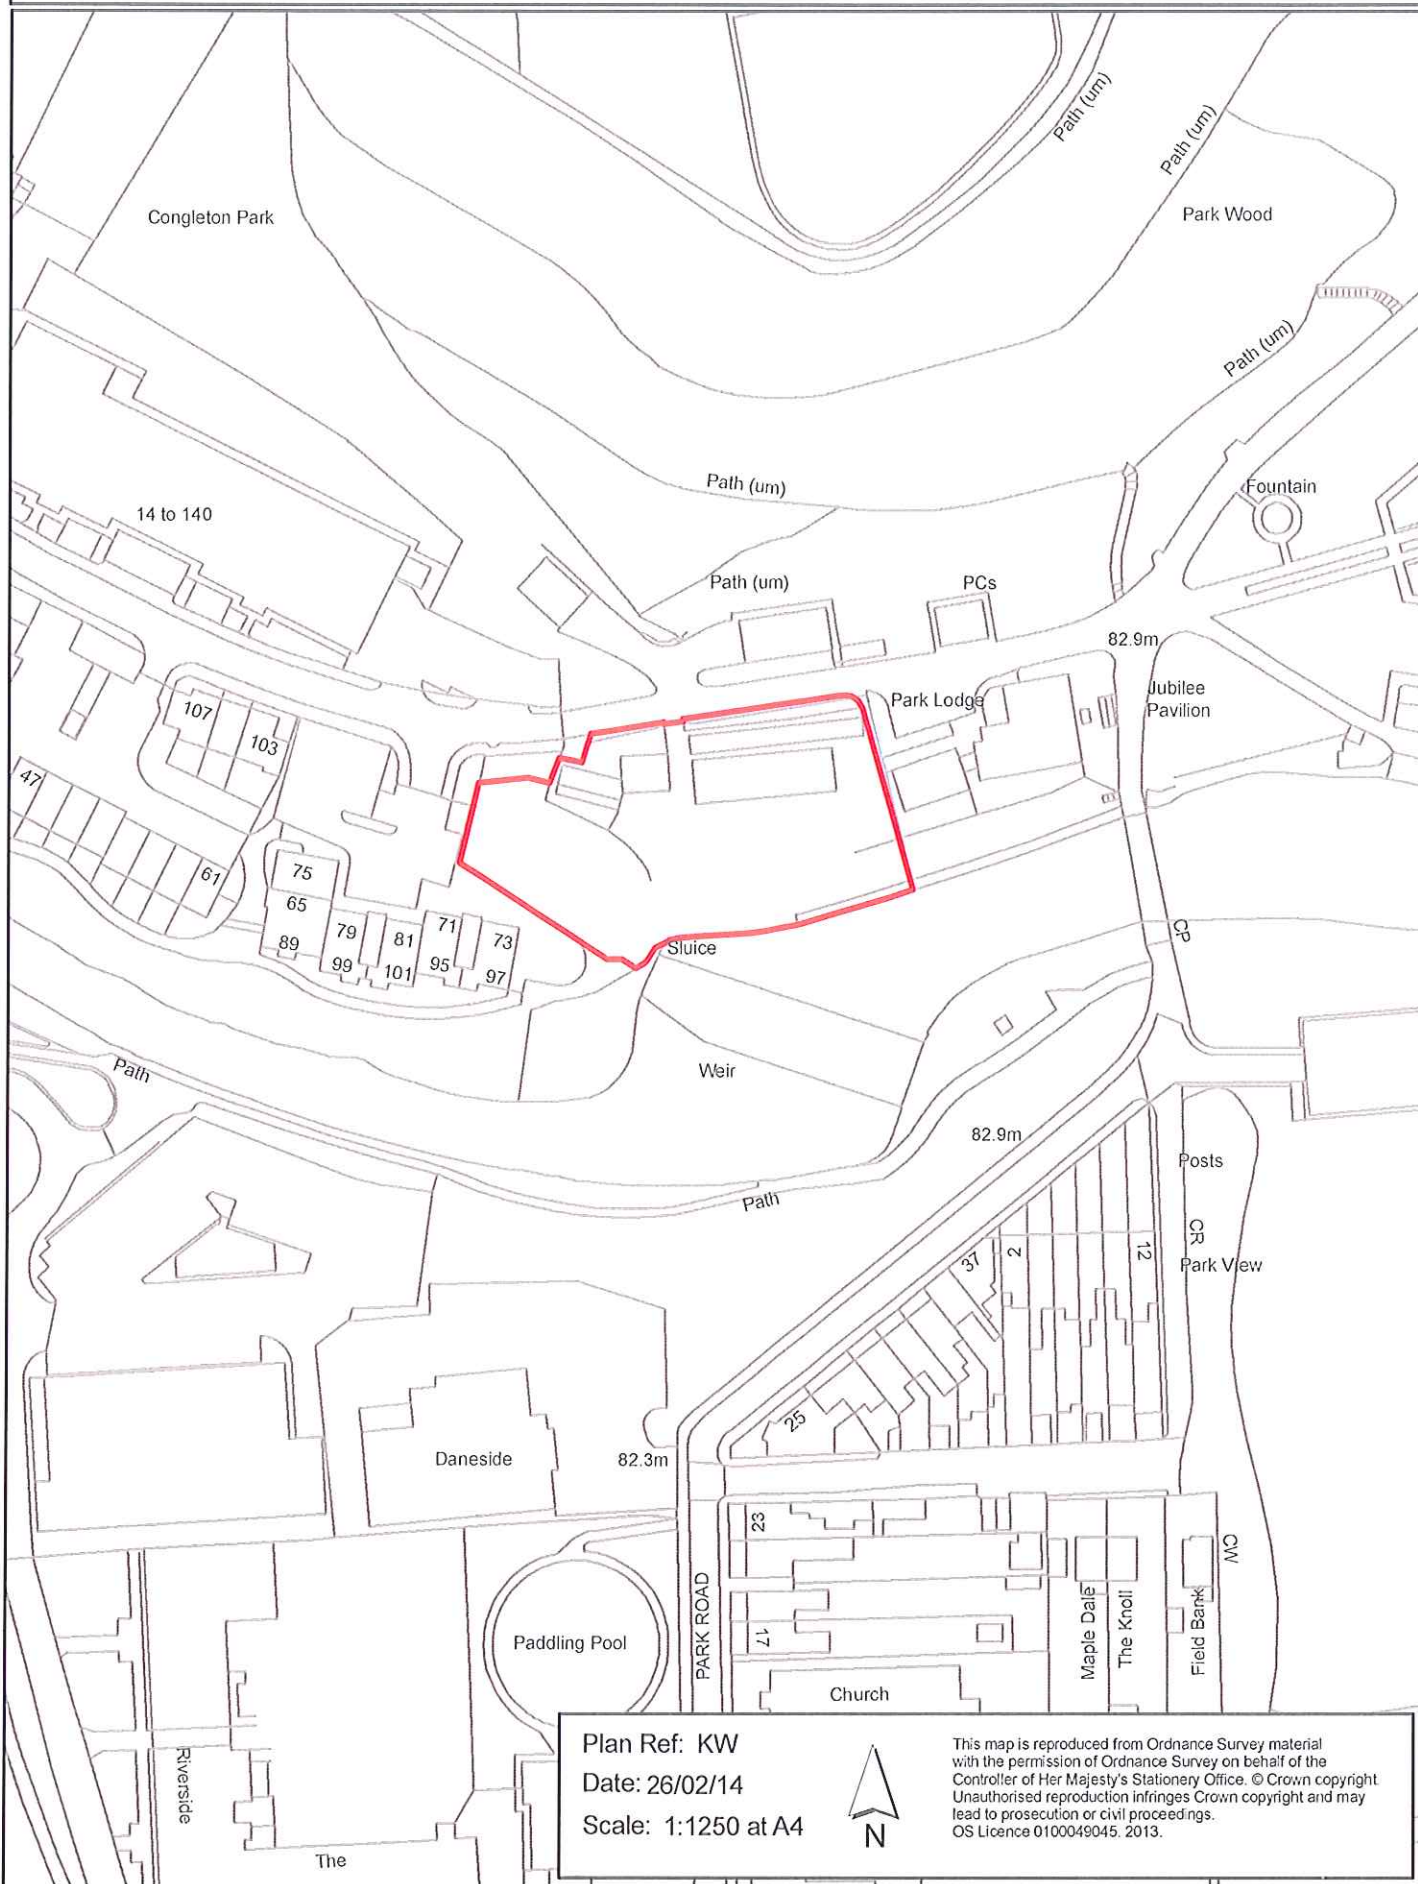 Path (um)
Path (um)
Congleton Park
Park Wood
Path (um)
Path (um)
Fountain
14 to 140
Path (um)
PCs
82.9m
Park Lodge
Jubilee
Pavilion
107
103
47
61
75
65
89
79
99
81
101
71
95
73
97
Sluice
CP
Path
Weir
82.9m
Posts
Path
CR
37
2
12
Park View
25
Daneside
82.3m
23
CW
PARK ROAD
17
Maple Dale
The Knoll
Field Bank
Paddling Pool
Church
Riverside
The
Plan Ref: KW
Date: 26/02/14
Scale: 1:1250 at A4
N
This map is reproduced from Ordnance Survey material
with the permission of Ordnance Survey on behalf of the
Controller of Her Majesty's Stationery Office. © Crown copyright
Unauthorised reproduction infringes Crown copyright and may
lead to prosecution or civil proceedings.
OS Licence 0100049045. 2013.